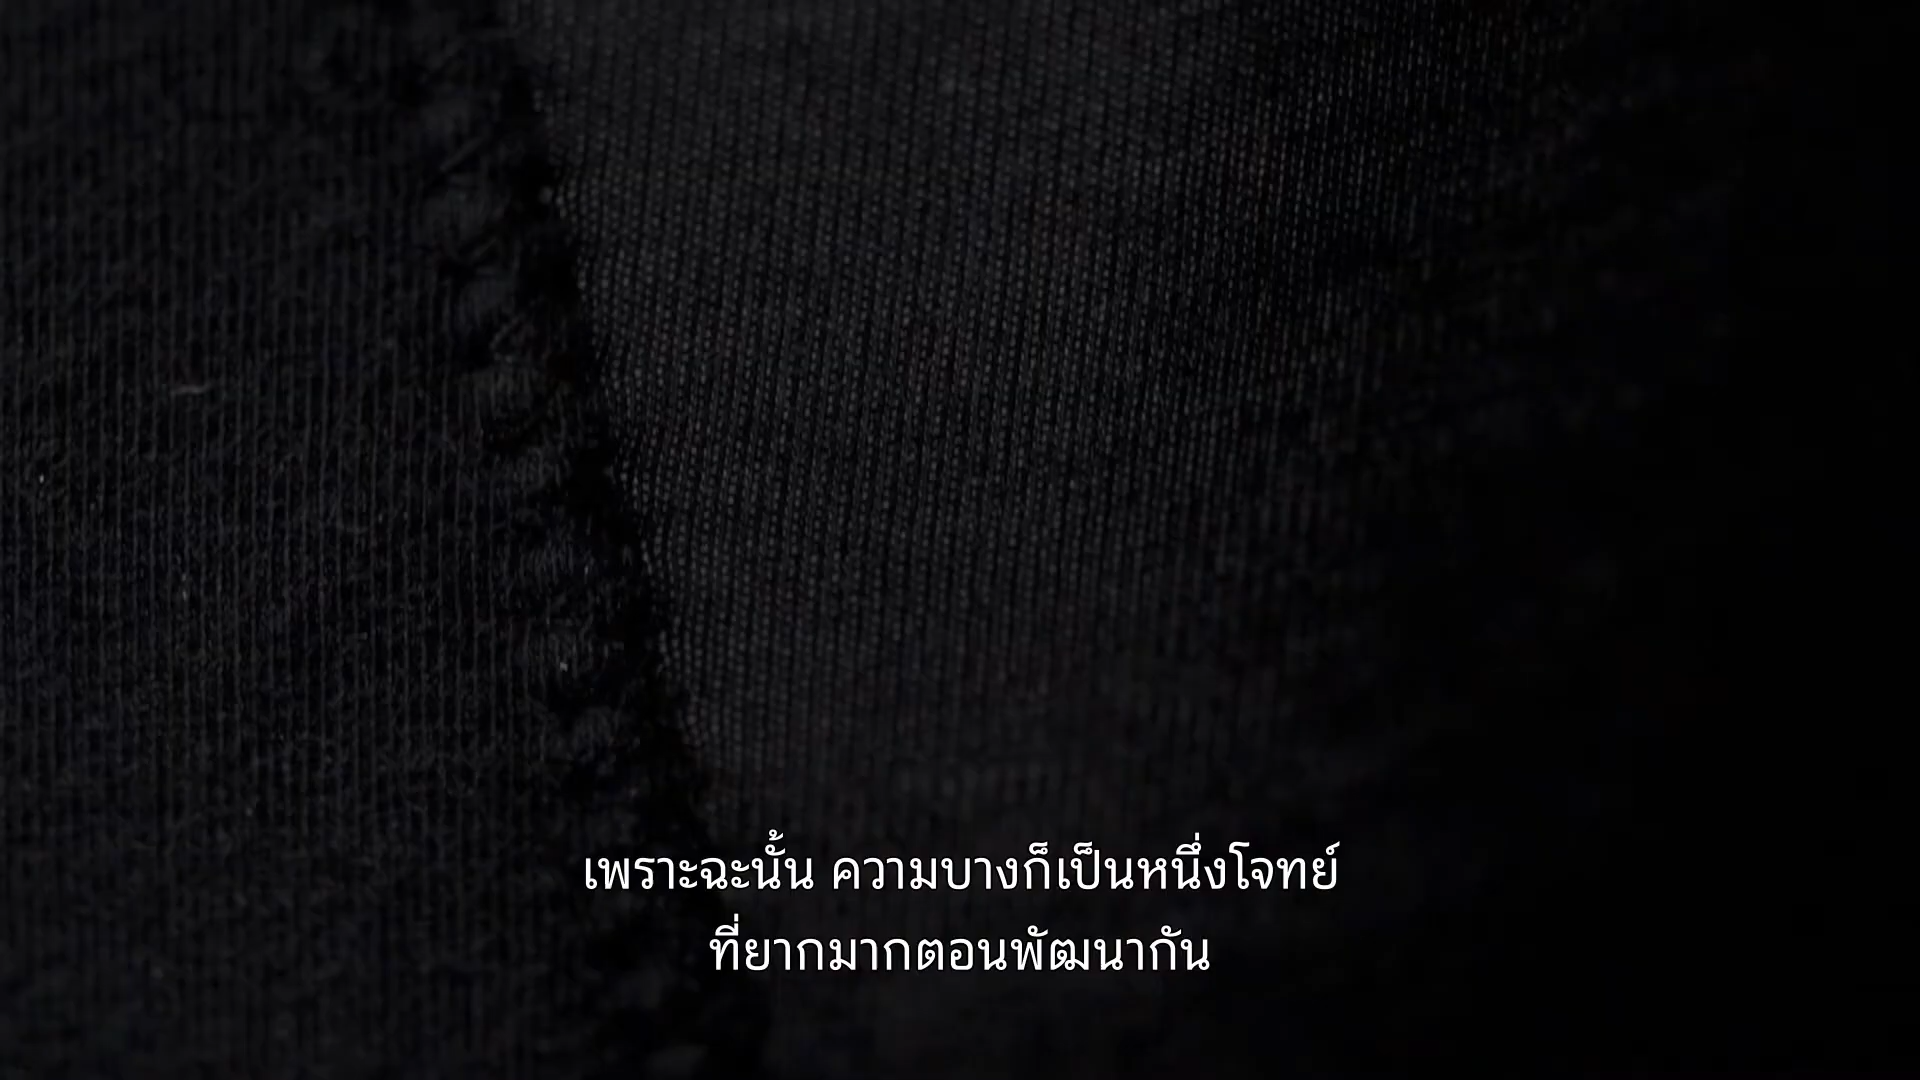 เพราะฉะนั้น ความบางก็เป็นหนึ่งโจทย์
ที่ยากมากตอนพัฒนากัน